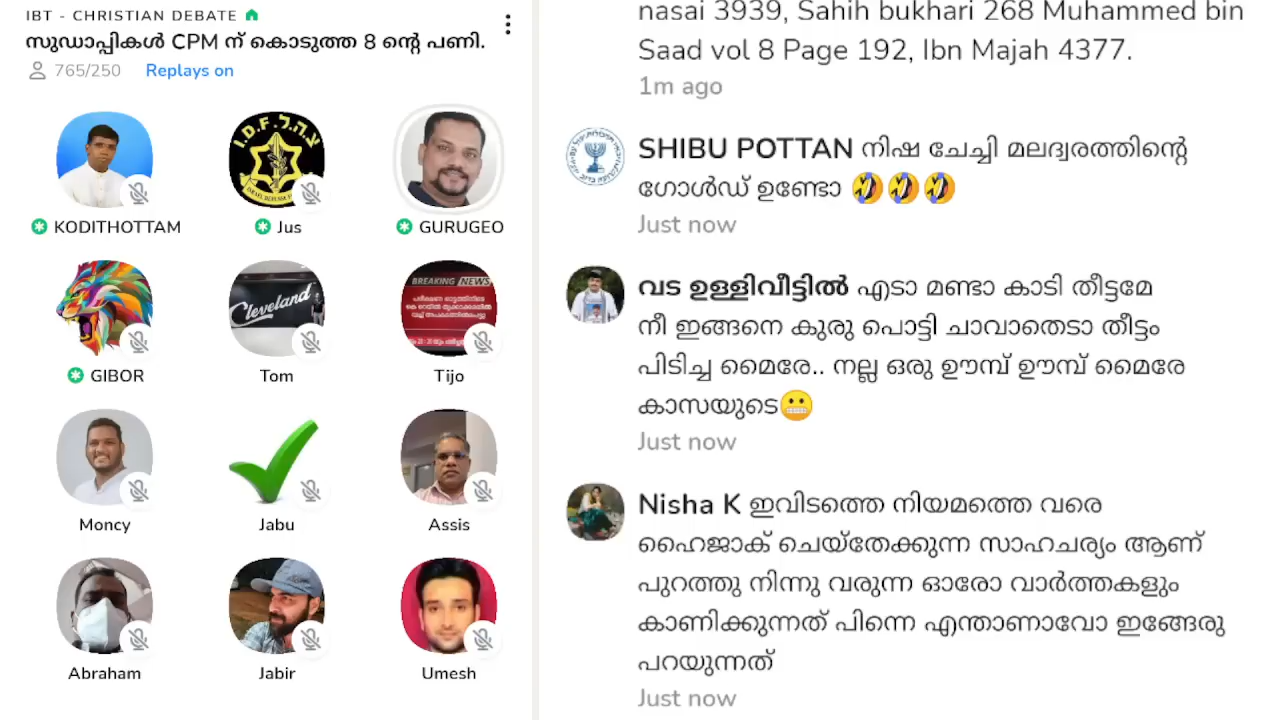 IBT - CHRISTIAN DEBATE
സുഡാപ്പികൾ CPM ന് കൊടുത്ത 8 ന്റെ പണി.
765/250 Replays on
I.D.F. צ.ה.ל
KODITHOTTAM Jus GURUGEO
Cleveland
BREAKING NEWS
GIBOR Tom Tijo
Moncy Jabu Assis
Abraham Jabir Umesh
nasai 3939, Sahih bukhari 268 Muhammed bin
Saad vol 8 Page 192, Ibn Majah 4377.
1m ago
SHIBU POTTAN നിഷ ചേച്ചി മലദ്വരത്തിന്റെ
ഗോൾഡ് ഉണ്ടോ 🤣🤣🤣
Just now
വട ഉള്ളിവീട്ടിൽ എടാ മണ്ടാ കാടി തീട്ടമേ
നീ ഇങ്ങനെ കുരു പൊട്ടി ചാവാതെടാ തീട്ടം
പിടിച്ച മൈരേ.. നല്ല ഒരു ഊമ്പ് ഊമ്പ് മൈരേ
കാസയുടെ😬
Just now
Nisha K ഇവിടത്തെ നിയമത്തെ വരെ
ഹൈജാക് ചെയ്തേക്കുന്ന സാഹചര്യം ആണ്
പുറത്തു നിന്നു വരുന്ന ഓരോ വാർത്തകളും
കാണിക്കുന്നത് പിന്നെ എന്താണാവോ ഇങ്ങേരു
പറയുന്നത്
Just now